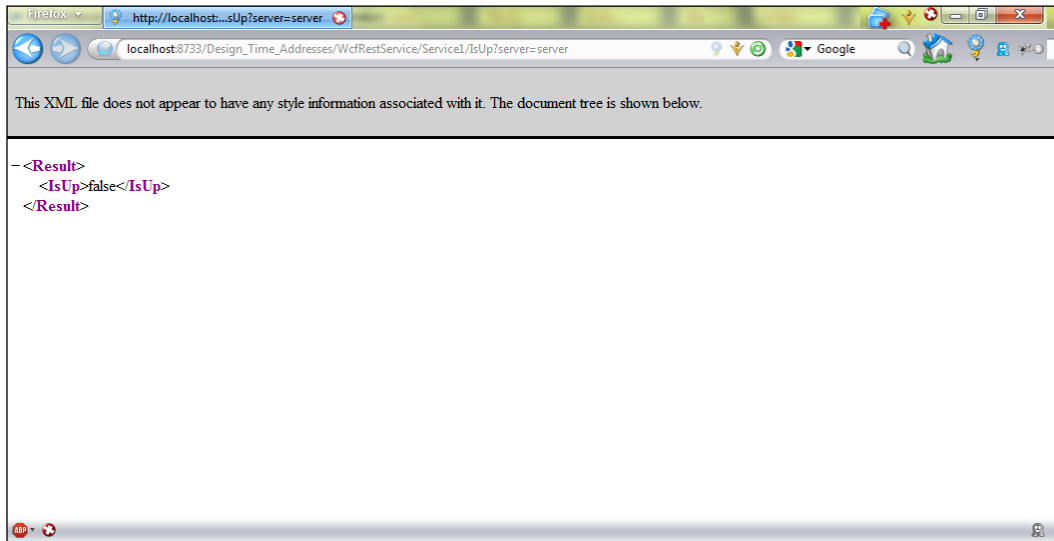 Firefox
http://localhost:...sUp?server=server
localhost:8733/Design_Time_Addresses/WcfRestService/Service1/IsUp?server=server
Google
This XML file does not appear to have any style information associated with it. The document tree is shown below.
−<Result>
<IsUp>false</IsUp>
</Result>
ABP